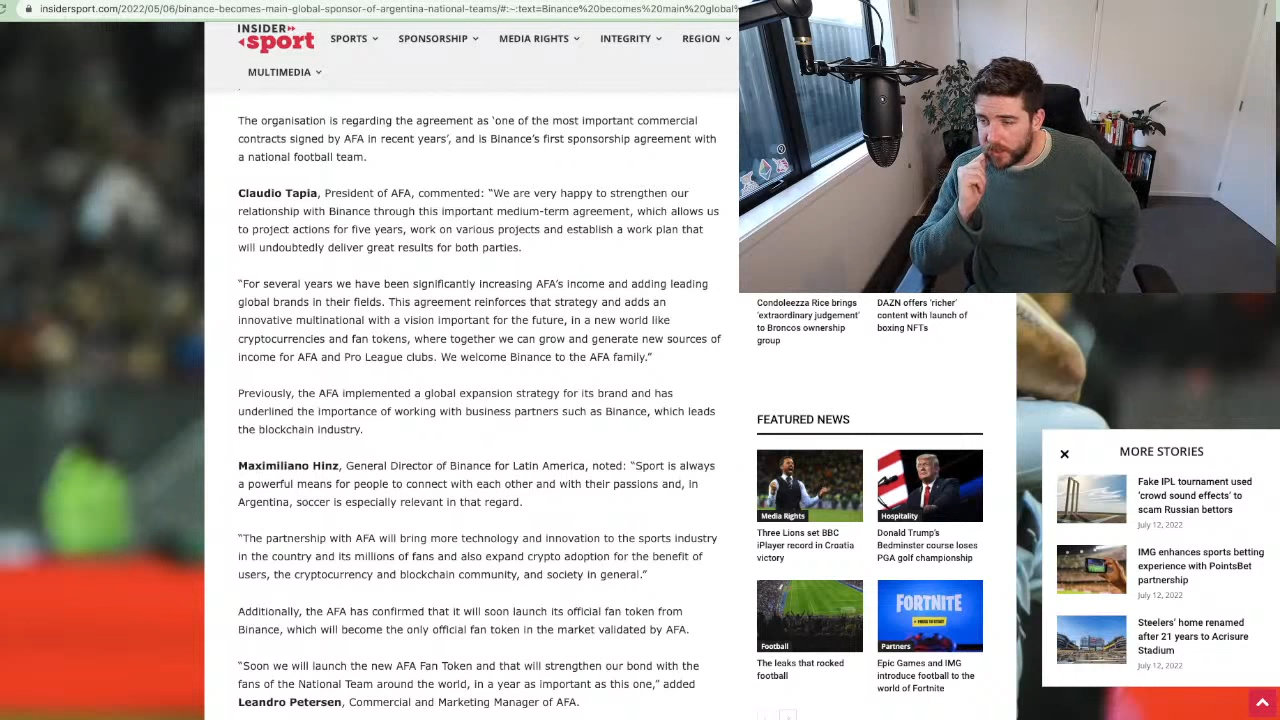 insidersport.com/2022/05/06/binance-becomes-main-global-sponsor-of-argentina-national-teams/#:~:text=Binance%20becomes%20main%20global%
INSIDER
sport
SPORTS
SPONSORSHIP
MEDIA RIGHTS
INTEGRITY
REGION
MULTIMEDIA
The organisation is regarding the agreement as ‘one of the most important commercial
contracts signed by AFA in recent years’, and is Binance’s first sponsorship agreement with
a national football team.
Claudio Tapia, President of AFA, commented: “We are very happy to strengthen our
relationship with Binance through this important medium-term agreement, which allows us
to project actions for five years, work on various projects and establish a work plan that
will undoubtedly deliver great results for both parties.
“For several years we have been significantly increasing AFA’s income and adding leading
global brands in their fields. This agreement reinforces that strategy and adds an
innovative multinational with a vision important for the future, in a new world like
cryptocurrencies and fan tokens, where together we can grow and generate new sources of
income for AFA and Pro League clubs. We welcome Binance to the AFA family.”
Previously, the AFA implemented a global expansion strategy for its brand and has
underlined the importance of working with business partners such as Binance, which leads
the blockchain industry.
Maximiliano Hinz, General Director of Binance for Latin America, noted: “Sport is always
a powerful means for people to connect with each other and with their passions and, in
Argentina, soccer is especially relevant in that regard.
“The partnership with AFA will bring more technology and innovation to the sports industry
in the country and its millions of fans and also expand crypto adoption for the benefit of
users, the cryptocurrency and blockchain community, and society in general.”
Additionally, the AFA has confirmed that it will soon launch its official fan token from
Binance, which will become the only official fan token in the market validated by AFA.
“Soon we will launch the new AFA Fan Token and that will strengthen our bond with the
fans of the National Team around the world, in a year as important as this one,” added
Leandro Petersen, Commercial and Marketing Manager of AFA.
Condoleezza Rice brings
‘extraordinary judgement’
to Broncos ownership
group
DAZN offers ‘richer’
content with launch of
boxing NFTs
FEATURED NEWS
Media Rights
Three Lions set BBC
iPlayer record in Croatia
victory
Hospitality
Donald Trump’s
Bedminster course loses
PGA golf championship
Football
The leaks that rocked
football
FORTNITE
Partners
Epic Games and IMG
introduce football to the
world of Fortnite
MORE STORIES
Fake IPL tournament used
‘crowd sound effects’ to
scam Russian bettors
July 12, 2022
IMG enhances sports betting
experience with PointsBet
partnership
July 12, 2022
Steelers’ home renamed
after 21 years to Acrisure
Stadium
July 12, 2022